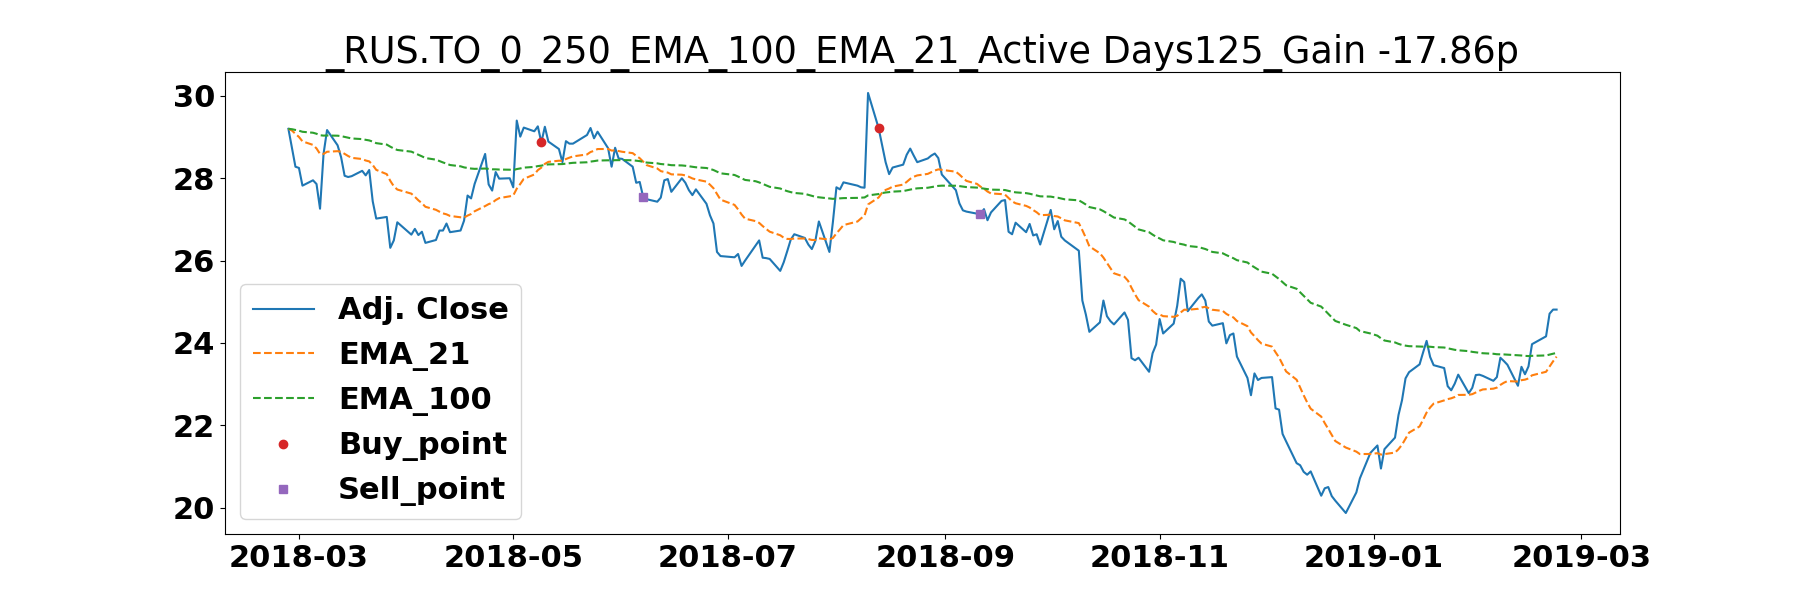 _RUS.TO_0_250_EMA_100_EMA_21_Active Days125_Gain -17.86p
30
28
26
24
22
20
Adj. Close
EMA_21
EMA_100
Buy_point
Sell_point
2018-03 2018-05 2018-07 2018-09 2018-11 2019-01 2019-03